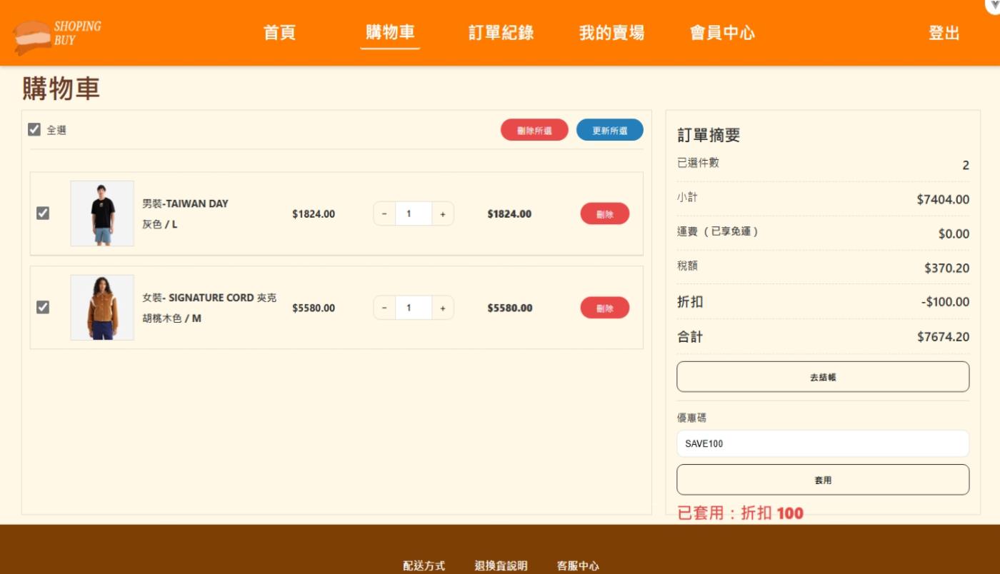 SHOPING
BUY
首頁
購物車
訂單紀錄
我的賣場
會員中心
登出
購物車
全選
刪除所選
更新所選
男裝-TAIWAN DAY
灰色 / L
$1824.00
-
1
+
$1824.00
刪除
女裝- SIGNATURE CORD 夾克
胡桃木色 / M
$5580.00
-
1
+
$5580.00
刪除
訂單摘要
已選件數
2
小計
$7404.00
運費 ( 已享免運 )
$0.00
稅額
$370.20
折扣
-$100.00
合計
$7674.20
去結帳
優惠碼
SAVE100
套用
已套用：折扣 100
配送方式
退換貨說明
客服中心